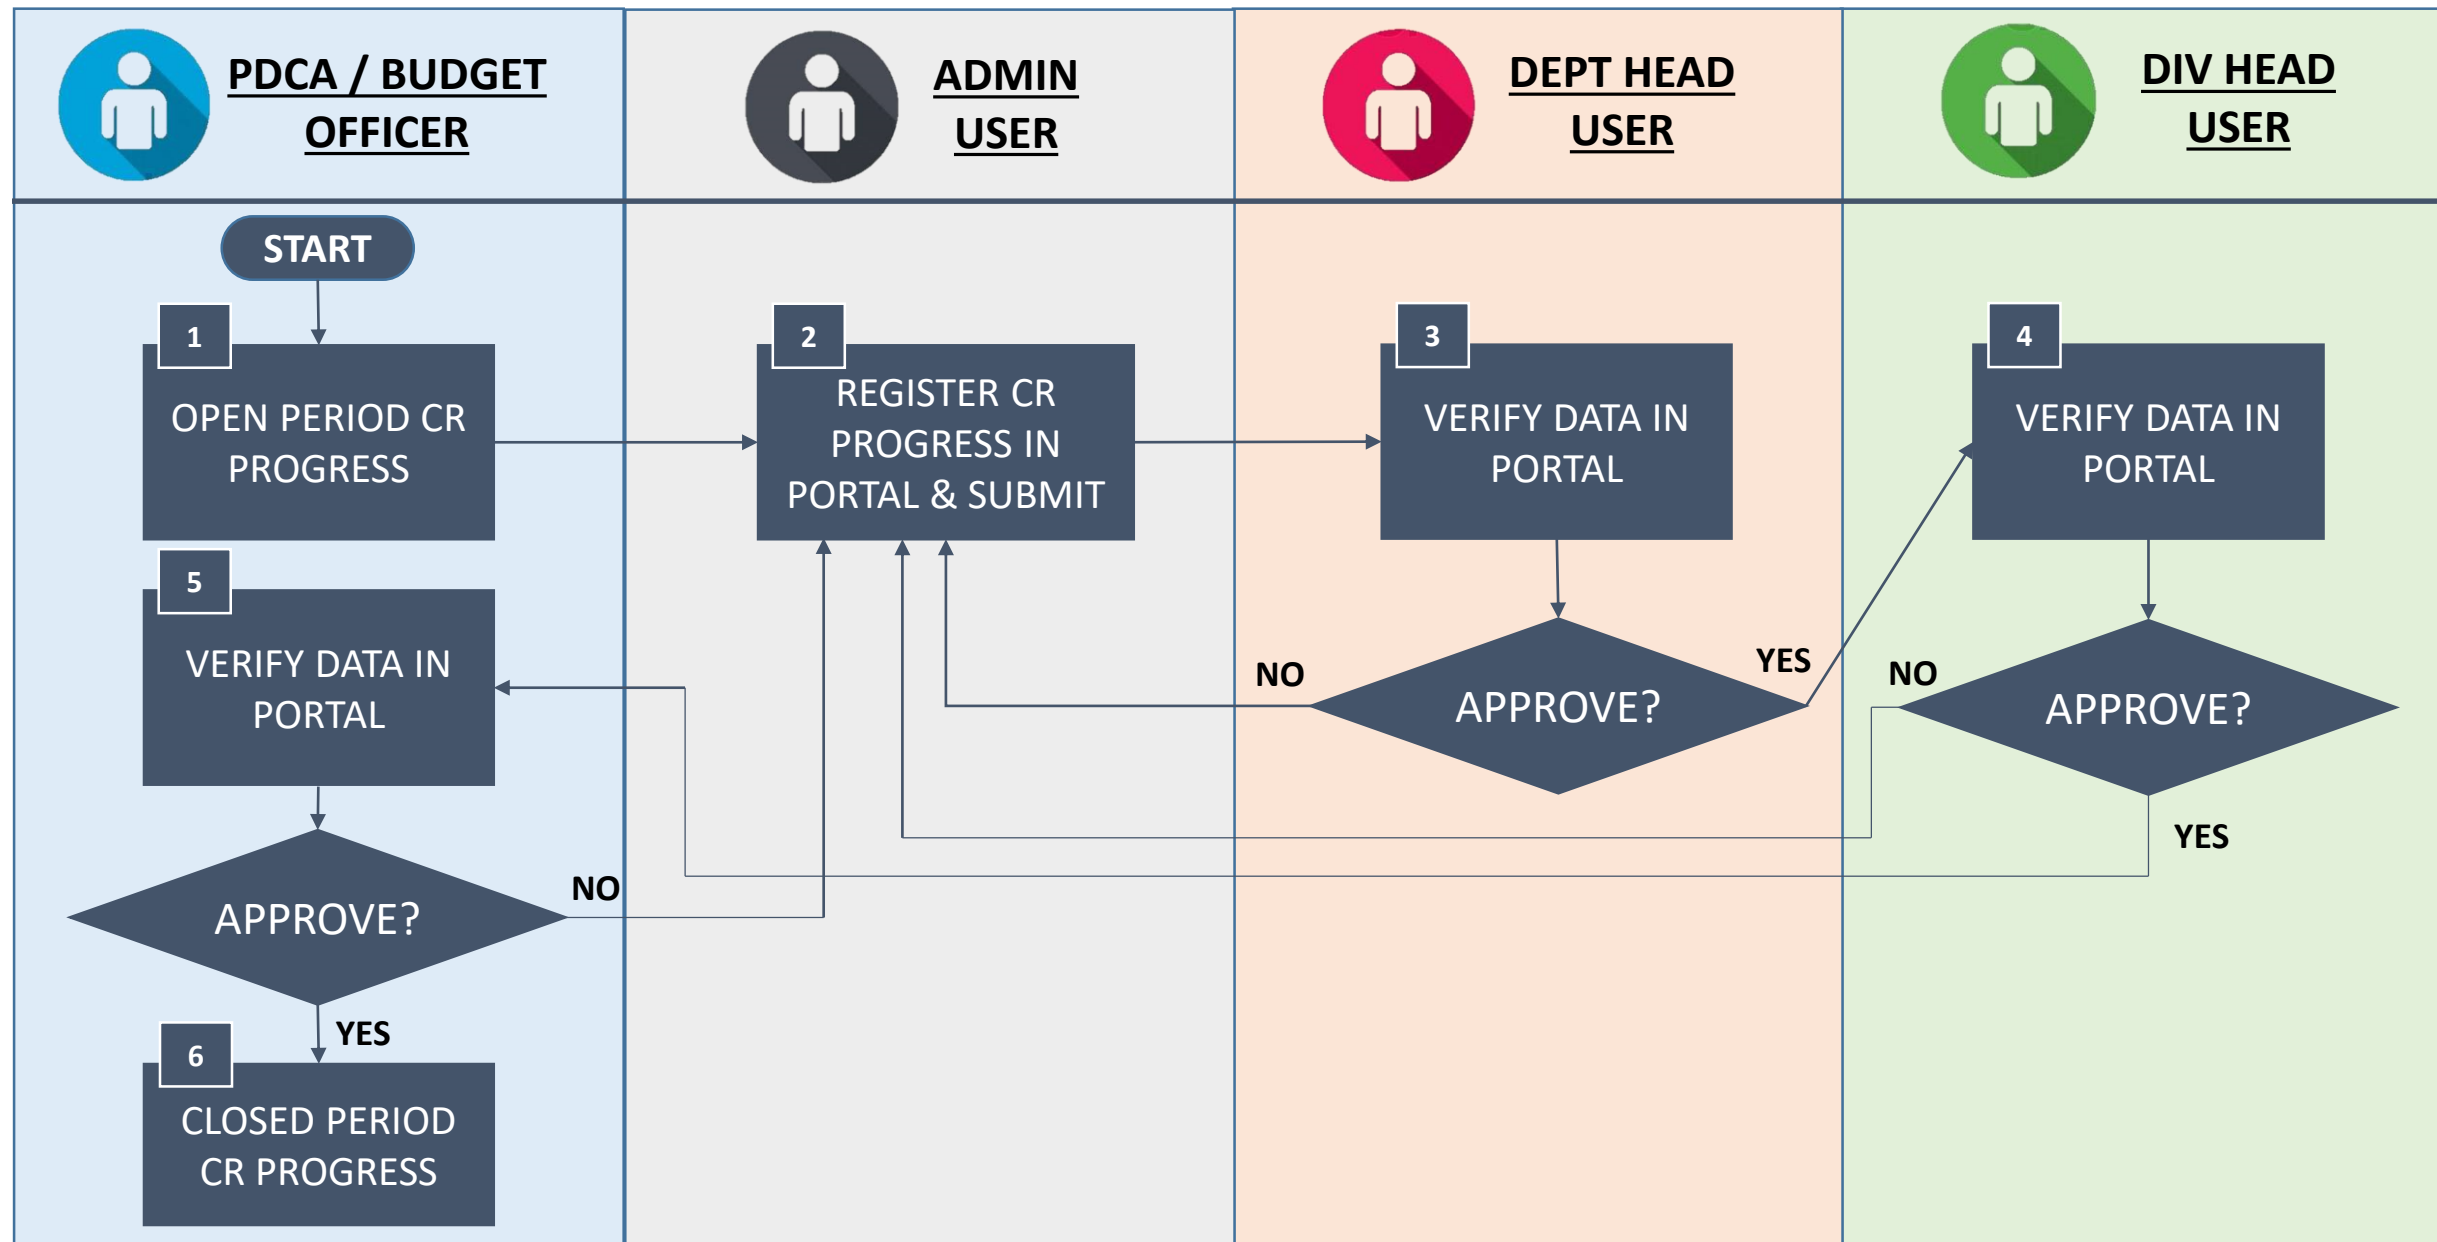 PDCA / BUDGET
OFFICER
ADMIN
USER
DEPT HEAD
USER
DIV HEAD
USER
START
1
OPEN PERIOD CR
PROGRESS
2
REGISTER CR
PROGRESS IN
PORTAL & SUBMIT
3
VERIFY DATA IN
PORTAL
4
VERIFY DATA IN
PORTAL
5
VERIFY DATA IN
PORTAL
NO
APPROVE?
YES
NO
APPROVE?
YES
APPROVE?
NO
YES
6
CLOSED PERIOD
CR PROGRESS